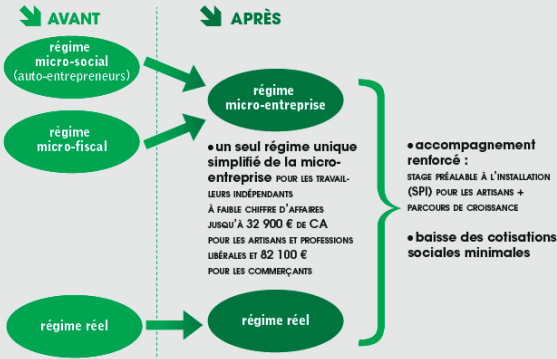 AVANT
APRÈS
régime
micro-social
(auto-entrepreneurs)
régime
micro-fiscal
régime réel
régime
micro-entreprise
• un seul régime unique
simplifié de la micro-
entreprise POUR LES TRAVAIL-
LEURS INDÉPENDANTS
À FAIBLE CHIFFRE D'AFFAIRES
JUSQU'À 32 900 € DE CA
POUR LES ARTISANS ET PROFESSIONS
LIBÉRALES ET 82 100 €
POUR LES COMMERÇANTS
régime réel
• accompagnement
renforcé :
STAGE PRÉALABLE À L'INSTALLATION
(SPI) POUR LES ARTISANS +
PARCOURS DE CROISSANCE
• baisse des cotisations
sociales minimales